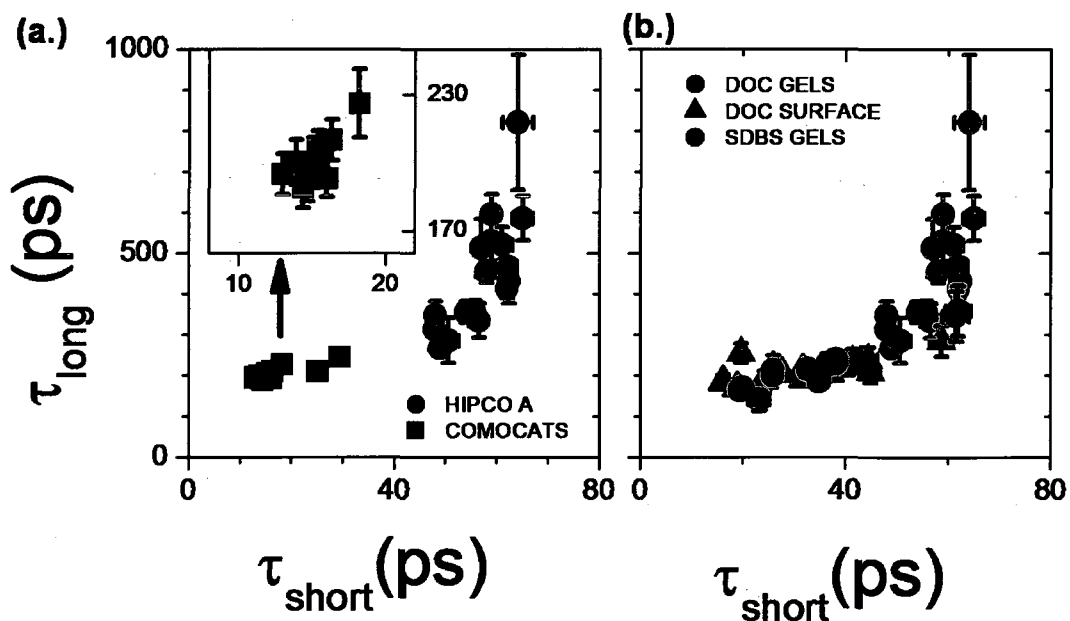 (a.)
(b.)
1000
500
0
τlong (ps)
230
170
10
20
HIPCO A
COMOCATS
0
40
80
τshort(ps)
DOC GELS
DOC SURFACE
SDBS GELS
0
40
80
τshort(ps)